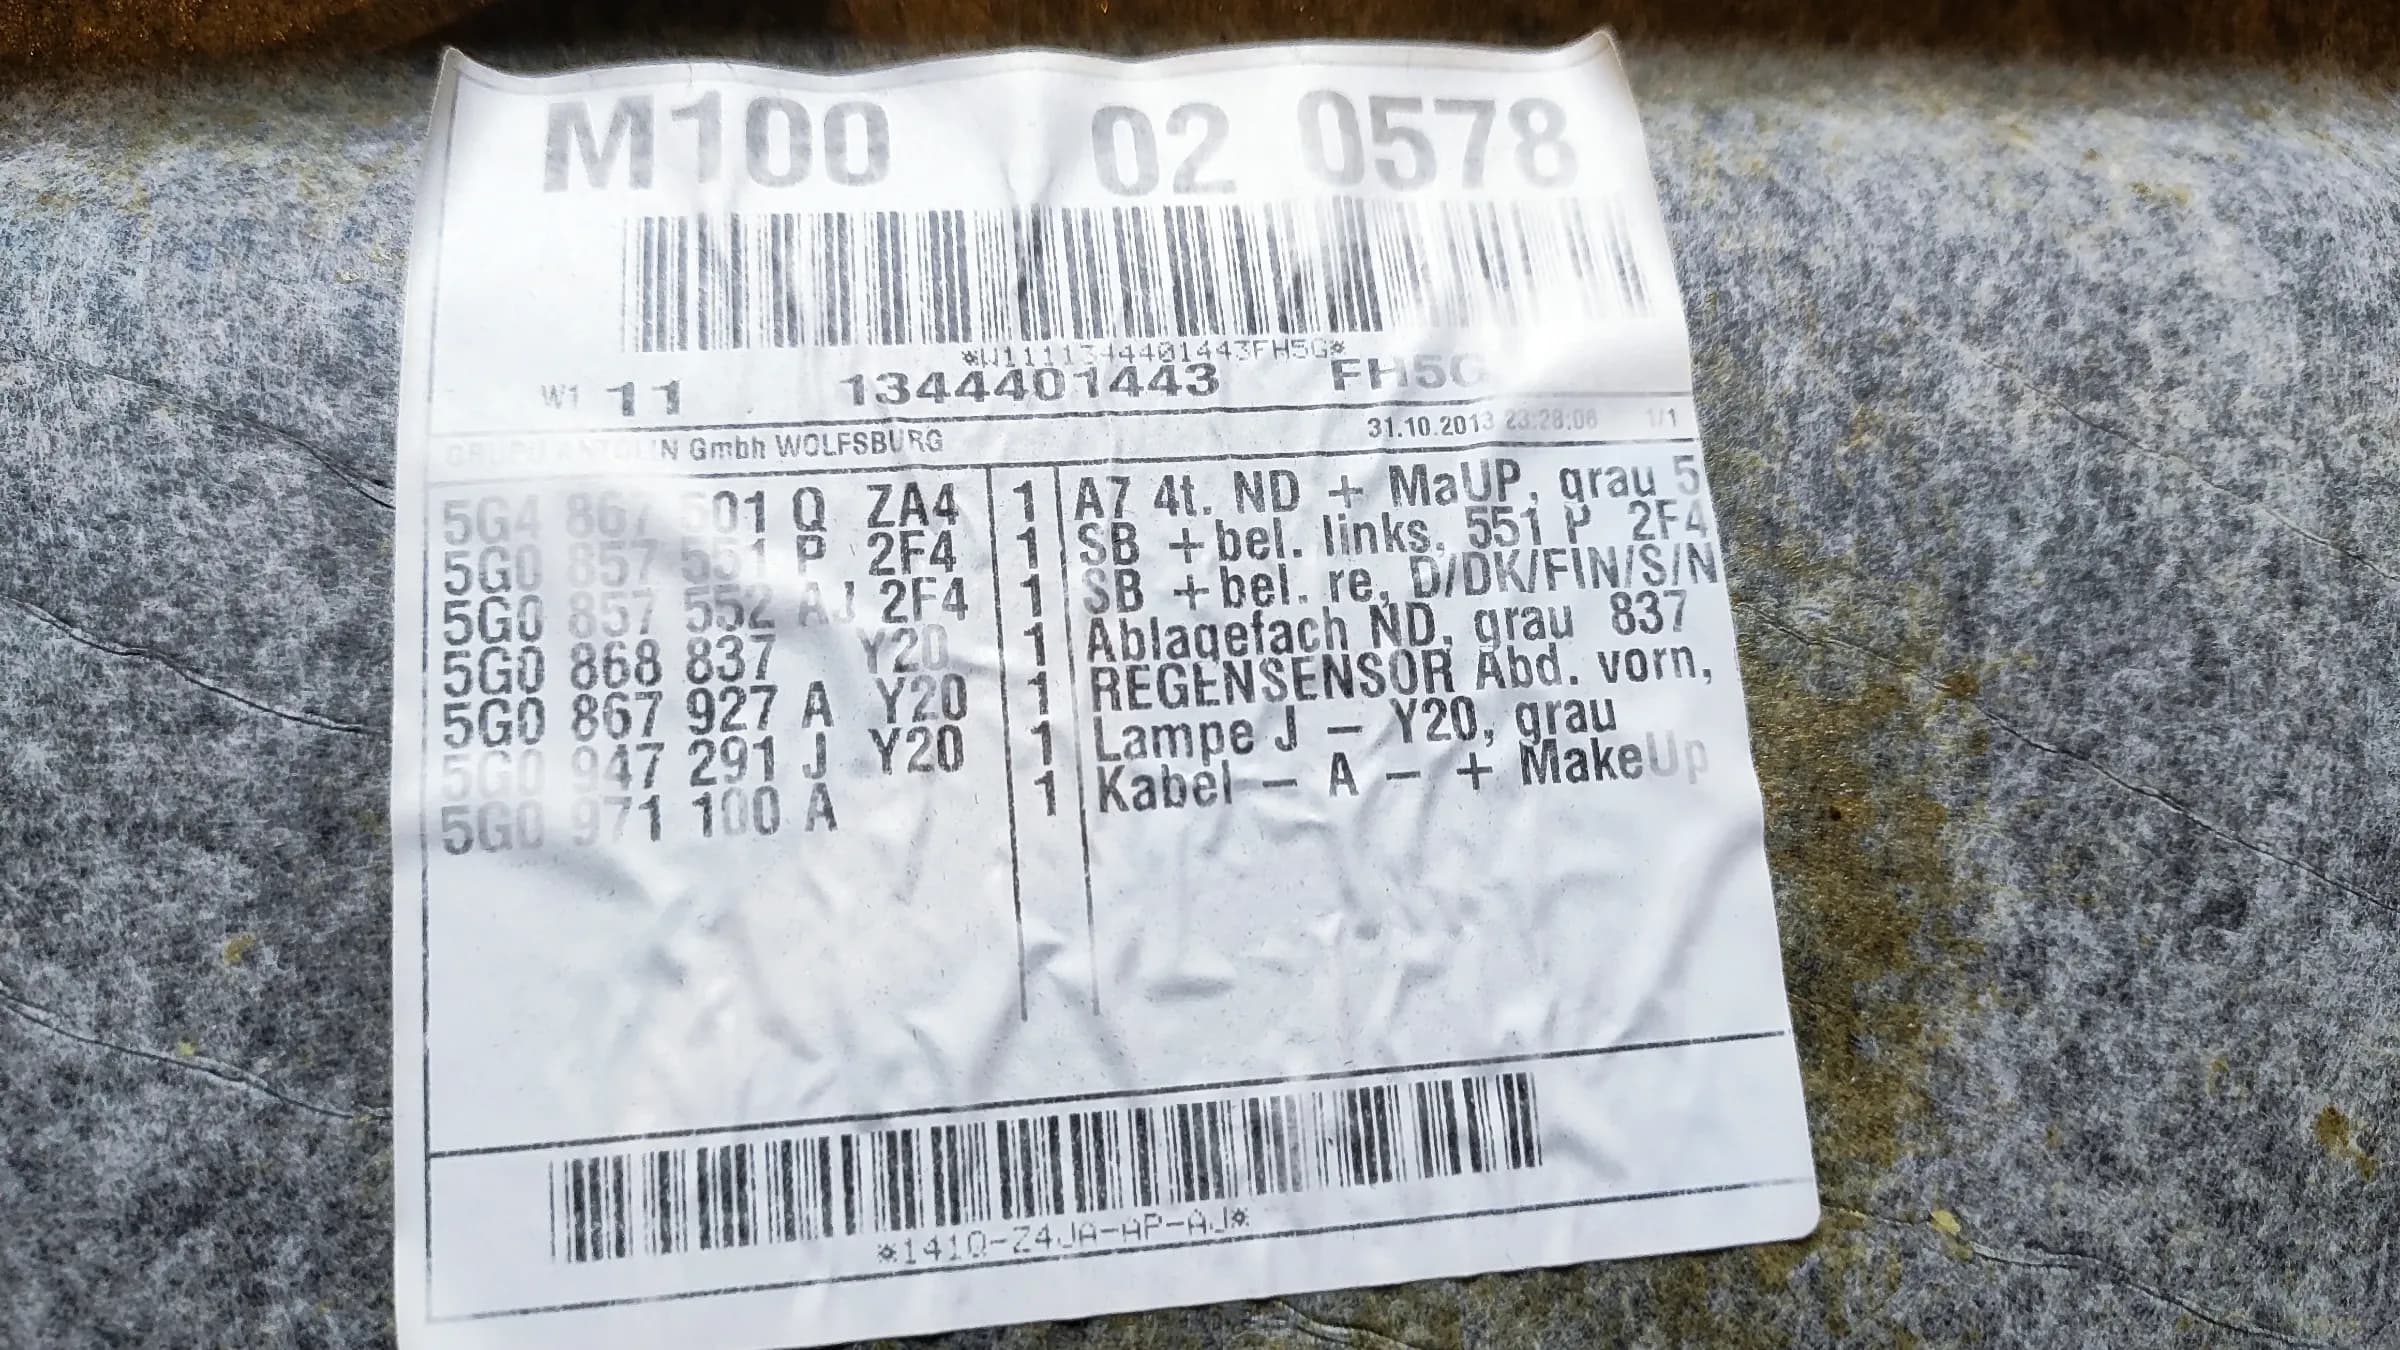 M100 02 0578
*W1111344401443FH5G*
W1 11 1344401443 FH5G
GRUPO ANTOLIN Gmbh WOLFSBURG 31.10.2013 23:28:06 1/1
5G4 867 501 Q ZA4 1 A7 4t. ND + MaUP, grau 5
5G0 857 551 P 2F4 1 SB +bel. links, 551 P 2F4
5G0 857 552 AJ 2F4 1 SB +bel. re, D/DK/FIN/S/N
5G0 868 837 Y20 1 Ablagefach ND, grau 837
5G0 867 927 A Y20 1 REGENSENSOR Abd. vorn,
5G0 947 291 J Y20 1 Lampe J – Y20, grau
5G0 971 100 A 1 Kabel – A – + MakeUp
*141Q-Z4JA-AP-AJ*